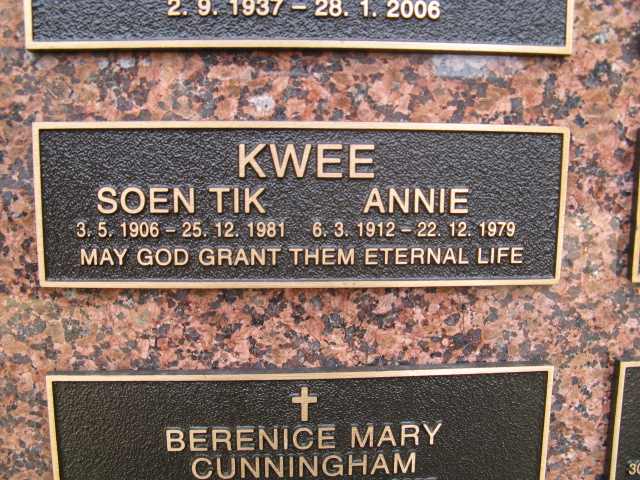 2. 9. 1937 – 28. 1. 2006
KWEE
SOEN TIK ANNIE
3. 5. 1906 – 25. 12. 1981 6. 3. 1912 – 22. 12. 1979
MAY GOD GRANT THEM ETERNAL LIFE
BERENICE MARY
CUNNINGHAM
30